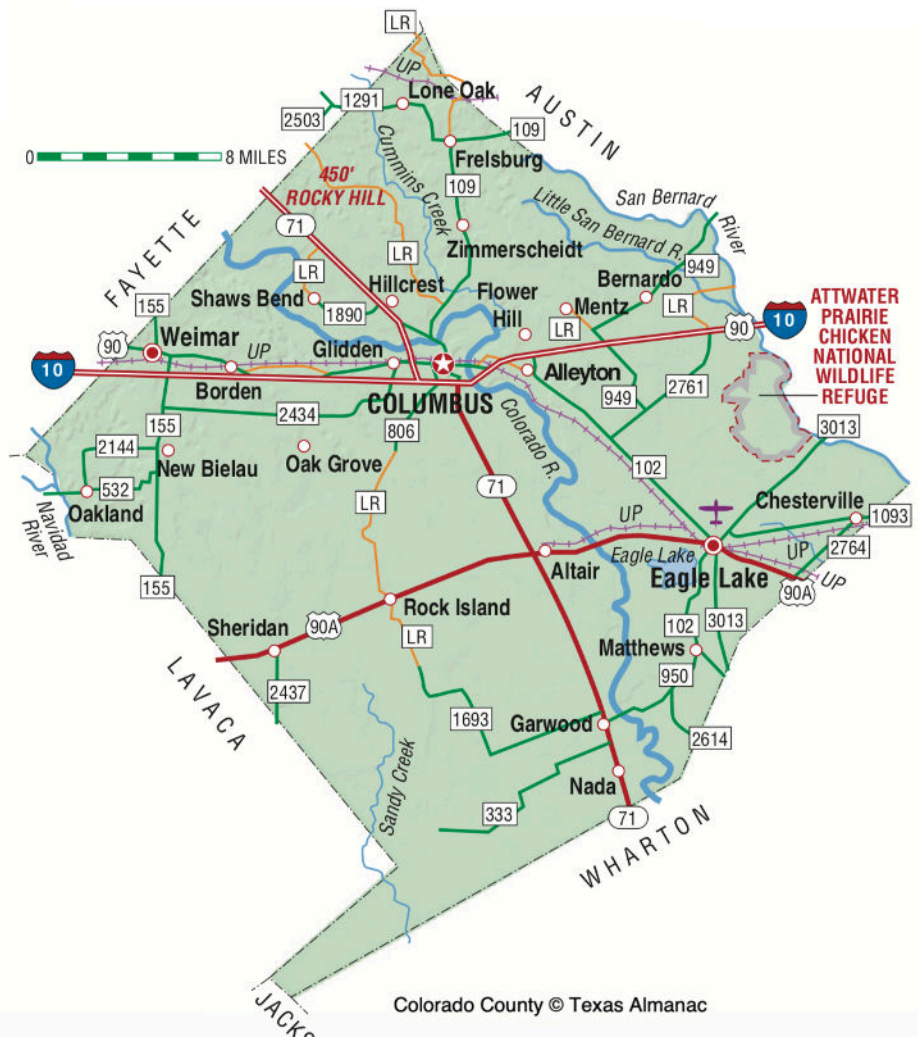 LR
UP
Lone Oak
AUSTIN
1291
2503
109
0
8 MILES
Frelsburg
450'
ROCKY HILL
Cummins Creek
109
San Bernard
River
Little San Bernard R.
71
Zimmerscheidt
FAYETTE
LR
LR
Hillcrest
Flower
Hill
Bernardo
949
Shaws Bend
1890
Mentz
LR
LR
155
90
Weimar
UP
Glidden
90
10
ATTWATER
PRAIRIE
CHICKEN
NATIONAL
WILDLIFE
REFUGE
10
Borden
Alleyton
COLUMBUS
949
2761
2434
806
Colorado R.
3013
155
2144
New Bielau
Oak Grove
102
532
Oakland
Navidad
River
LR
71
UP
Chesterville
1093
2764
UP
UP
Eagle Lake
Eagle Lake
Altair
90A
155
Rock Island
90A
Sheridan
LR
102
3013
Matthews
LAVACA
2437
950
1693
Garwood
2614
Sandy Creek
Nada
333
71
WHARTON
JACKS
Colorado County © Texas Almanac